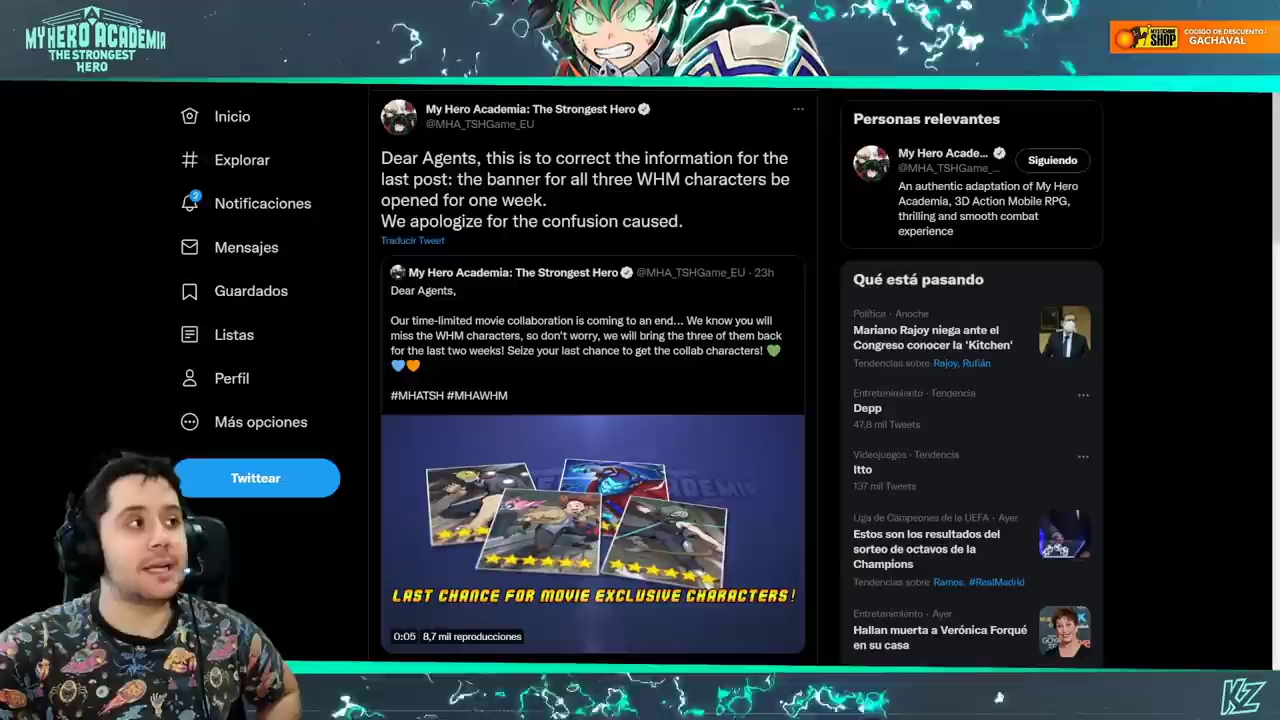 MY HERO ACADEMIA
THE STRONGEST
HERO
MYSTICNINE
SHOP
CODIGO DE DESCUENTO-
GACHAVAL
Inicio
Explorar
2
Notificaciones
Mensajes
Guardados
Listas
Perfil
Más opciones
Twittear
My Hero Academia: The Strongest Hero
@MHA_TSHGame_EU
Dear Agents, this is to correct the information for the
last post: the banner for all three WHM characters be
opened for one week.
We apologize for the confusion caused.
Traducir Tweet
My Hero Academia: The Strongest Hero @MHA_TSHGame_EU · 23h
Dear Agents,
Our time-limited movie collaboration is coming to an end... We know you will
miss the WHM characters, so don't worry, we will bring the three of them back
for the last two weeks! Seize your last chance to get the collab characters! 💚
💙🧡
#MHATSH #MHAWHM
LAST CHANCE FOR MOVIE EXCLUSIVE CHARACTERS!
0:05 8,7 mil reproducciones
Personas relevantes
My Hero Acade...
@MHA_TSHGame_...
Siguiendo
An authentic adaptation of My Hero
Academia, 3D Action Mobile RPG,
thrilling and smooth combat
experience
Qué está pasando
Política · Anoche
Mariano Rajoy niega ante el
Congreso conocer la 'Kitchen'
Tendencias sobre Rajoy, Rufián
Entretenimiento · Tendencia
Depp
47,8 mil Tweets
Videojuegos · Tendencia
Itto
137 mil Tweets
Liga de Campeones de la UEFA · Ayer
Estos son los resultados del
sorteo de octavos de la
Champions
Tendencias sobre Ramos, #RealMadrid
Entretenimiento · Ayer
Hallan muerta a Verónica Forqué
en su casa
KZ